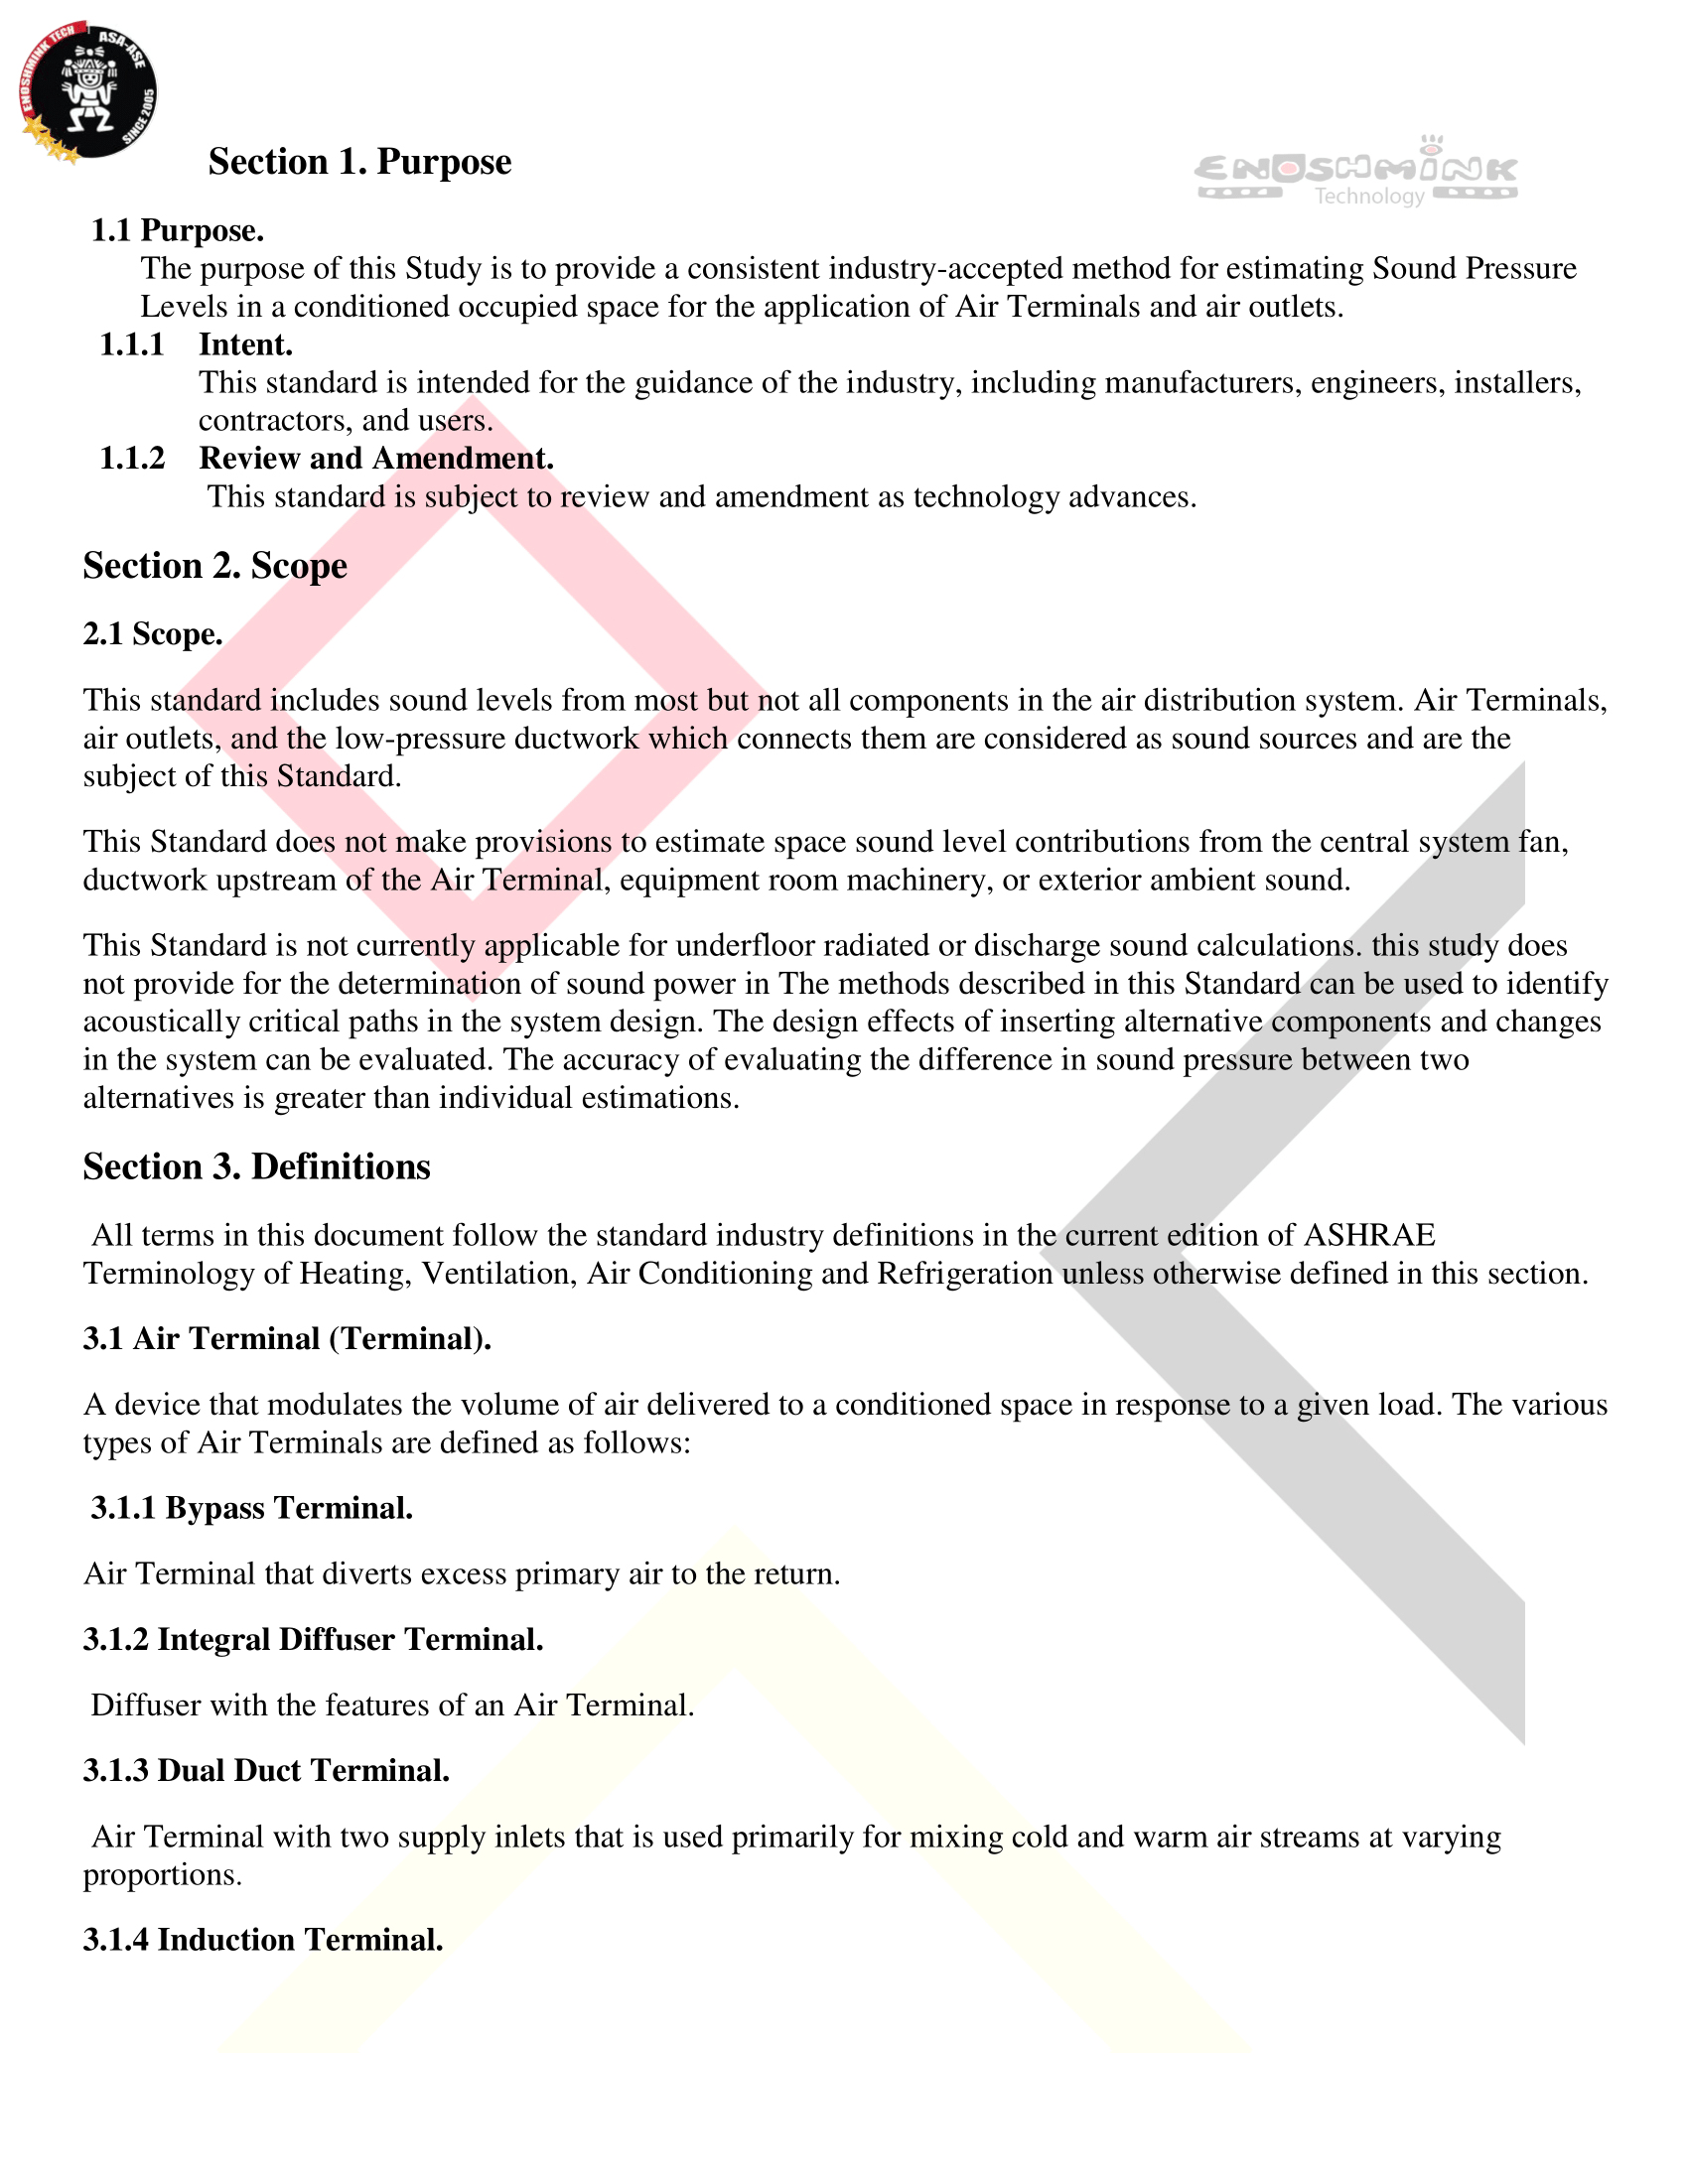 ENOSHMINK TECH
ASA-ASE
SINCE 2005
Section 1. Purpose
ENOSHMINK
Technology
1.1 Purpose.
The purpose of this Study is to provide a consistent industry-accepted method for estimating Sound Pressure
Levels in a conditioned occupied space for the application of Air Terminals and air outlets.
1.1.1 Intent.
This standard is intended for the guidance of the industry, including manufacturers, engineers, installers,
contractors, and users.
1.1.2 Review and Amendment.
This standard is subject to review and amendment as technology advances.
Section 2. Scope
2.1 Scope.
This standard includes sound levels from most but not all components in the air distribution system. Air Terminals,
air outlets, and the low-pressure ductwork which connects them are considered as sound sources and are the
subject of this Standard.
This Standard does not make provisions to estimate space sound level contributions from the central system fan,
ductwork upstream of the Air Terminal, equipment room machinery, or exterior ambient sound.
This Standard is not currently applicable for underfloor radiated or discharge sound calculations. this study does
not provide for the determination of sound power in The methods described in this Standard can be used to identify
acoustically critical paths in the system design. The design effects of inserting alternative components and changes
in the system can be evaluated. The accuracy of evaluating the difference in sound pressure between two
alternatives is greater than individual estimations.
Section 3. Definitions
All terms in this document follow the standard industry definitions in the current edition of ASHRAE
Terminology of Heating, Ventilation, Air Conditioning and Refrigeration unless otherwise defined in this section.
3.1 Air Terminal (Terminal).
A device that modulates the volume of air delivered to a conditioned space in response to a given load. The various
types of Air Terminals are defined as follows:
3.1.1 Bypass Terminal.
Air Terminal that diverts excess primary air to the return.
3.1.2 Integral Diffuser Terminal.
Diffuser with the features of an Air Terminal.
3.1.3 Dual Duct Terminal.
Air Terminal with two supply inlets that is used primarily for mixing cold and warm air streams at varying
proportions.
3.1.4 Induction Terminal.